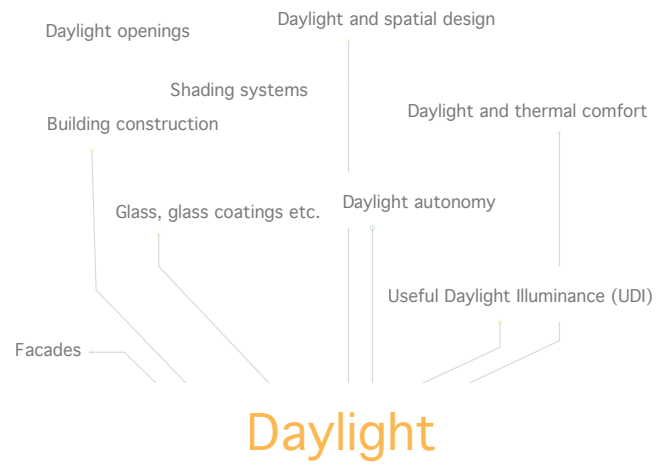 Daylight openings
Daylight and spatial design
Shading systems
Daylight and thermal comfort
Building construction
Daylight autonomy
Glass, glass coatings etc.
Useful Daylight Illuminance (UDI)
Facades
Daylight